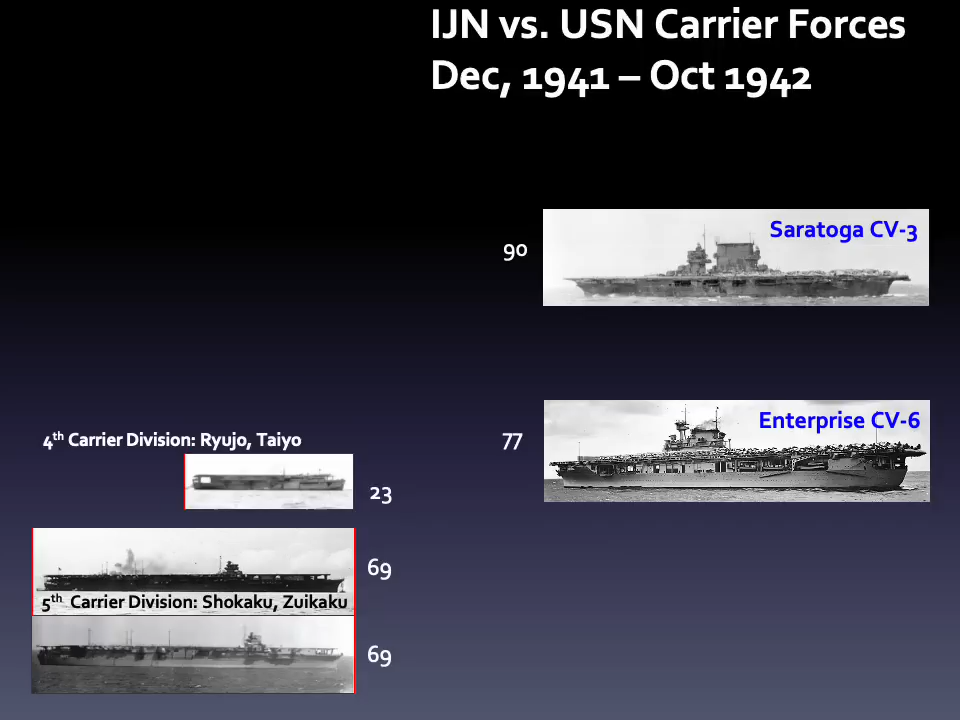 IJN vs. USN Carrier Forces
Dec, 1941 – Oct 1942
90
Saratoga CV-3
77
Enterprise CV-6
4th Carrier Division: Ryujo, Taiyo
23
69
5th Carrier Division: Shokaku, Zuikaku
69